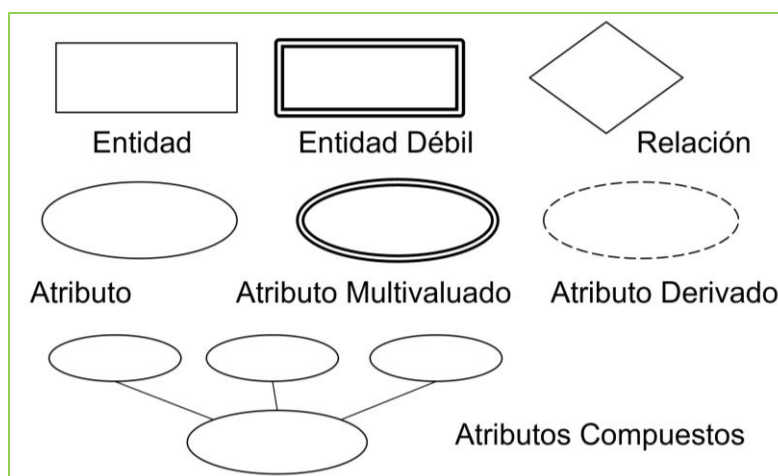 Entidad
Entidad Débil
Relación
Atributo
Atributo Multivaluado
Atributo Derivado
Atributos Compuestos